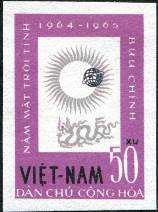 1964-1965
NĂM MẶT TRỜI TĨNH
BƯU CHÍNH
50 XU
VIỆT-NAM
DÂN CHỦ CỘNG HÒA